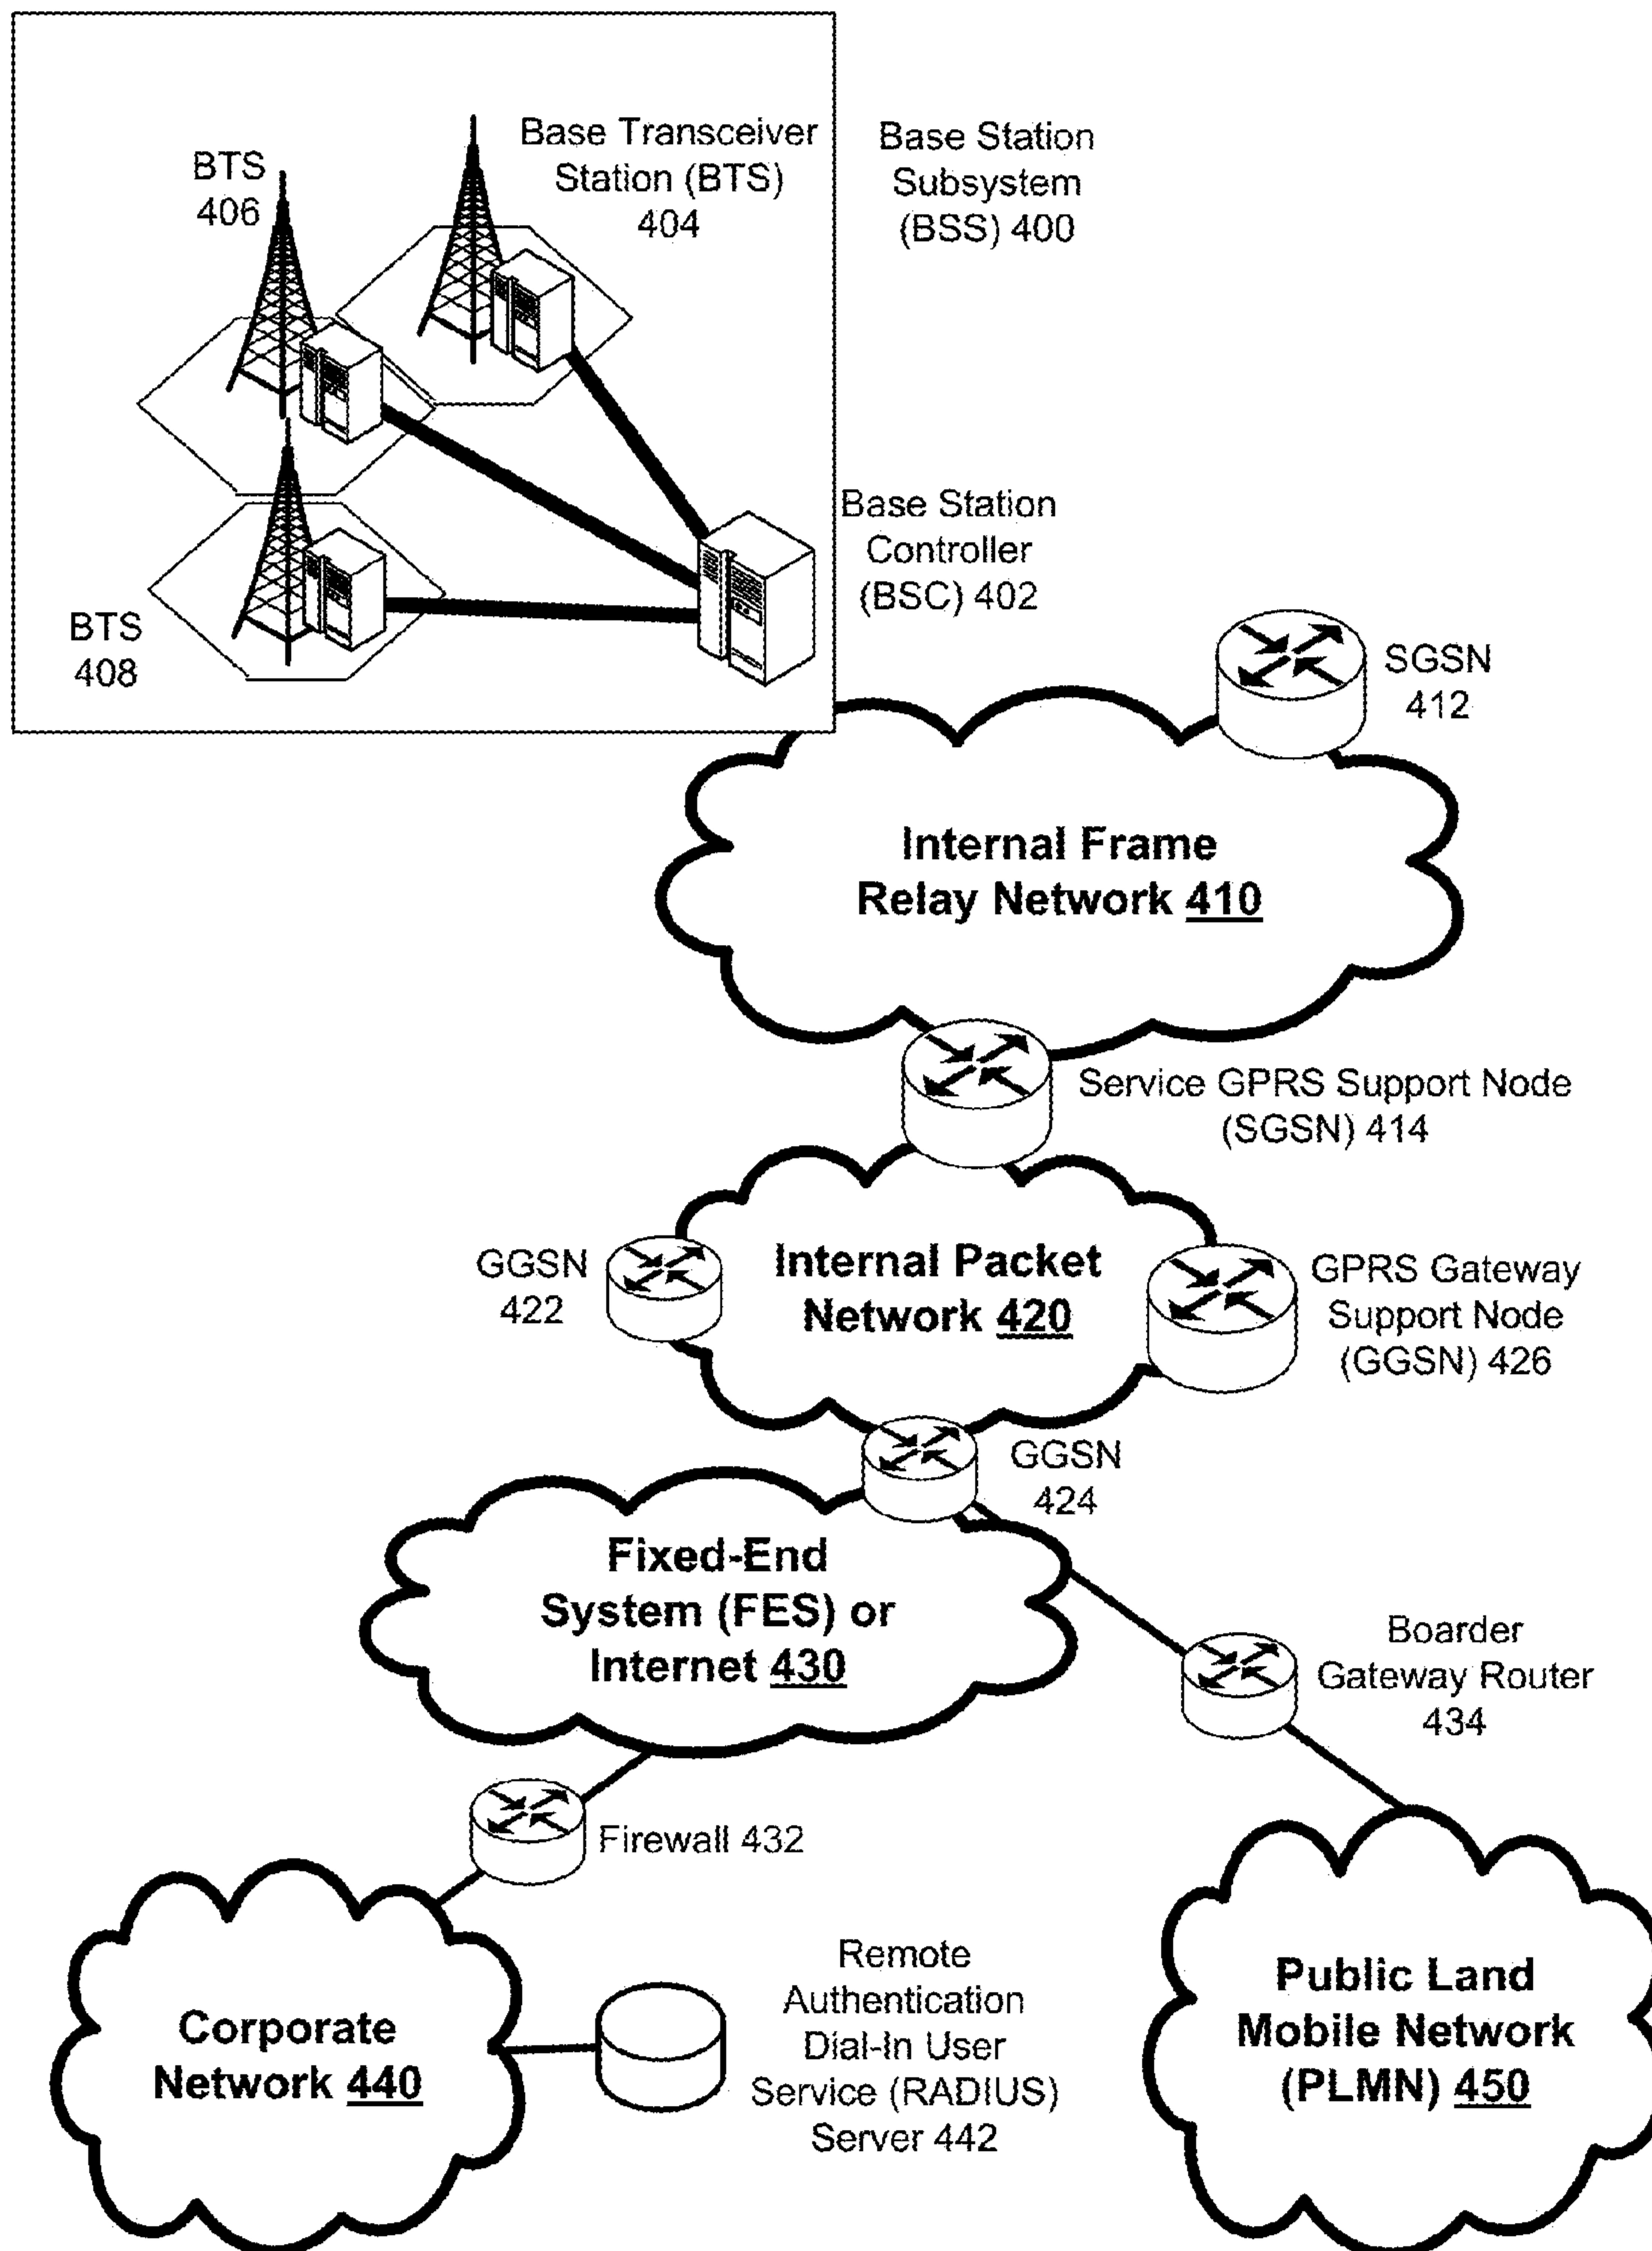 BTS
406
Base Transceiver
Station (BTS)
404
Base Station
Subsystem
(BSS) 400
Base Station
Controller
(BSC) 402
BTS
408
SGSN
412
Internal Frame
Relay Network 410
Service GPRS Support Node
(SGSN) 414
GGSN
422
Internal Packet
Network 420
GPRS Gateway
Support Node
(GGSN) 426
GGSN
424
Fixed-End
System (FES) or
Internet 430
Boarder
Gateway Router
434
Firewall 432
Corporate
Network 440
Remote
Authentication
Dial-In User
Service (RADIUS)
Server 442
Public Land
Mobile Network
(PLMN) 450